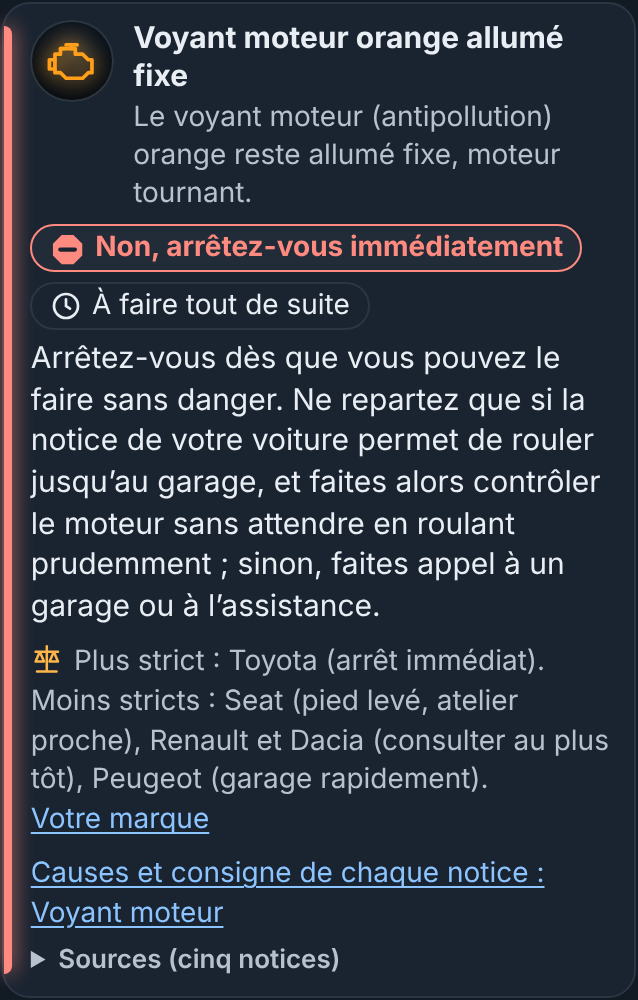 Voyant moteur orange allumé
fixe
Le voyant moteur (antipollution)
orange reste allumé fixe, moteur
tournant.
Non, arrêtez-vous immédiatement
À faire tout de suite
Arrêtez-vous dès que vous pouvez le
faire sans danger. Ne repartez que si la
notice de votre voiture permet de rouler
jusqu’au garage, et faites alors contrôler
le moteur sans attendre en roulant
prudemment ; sinon, faites appel à un
garage ou à l’assistance.
Plus strict : Toyota (arrêt immédiat).
Moins stricts : Seat (pied levé, atelier
proche), Renault et Dacia (consulter au plus
tôt), Peugeot (garage rapidement).
Votre marque
Causes et consigne de chaque notice :
Voyant moteur
Sources (cinq notices)